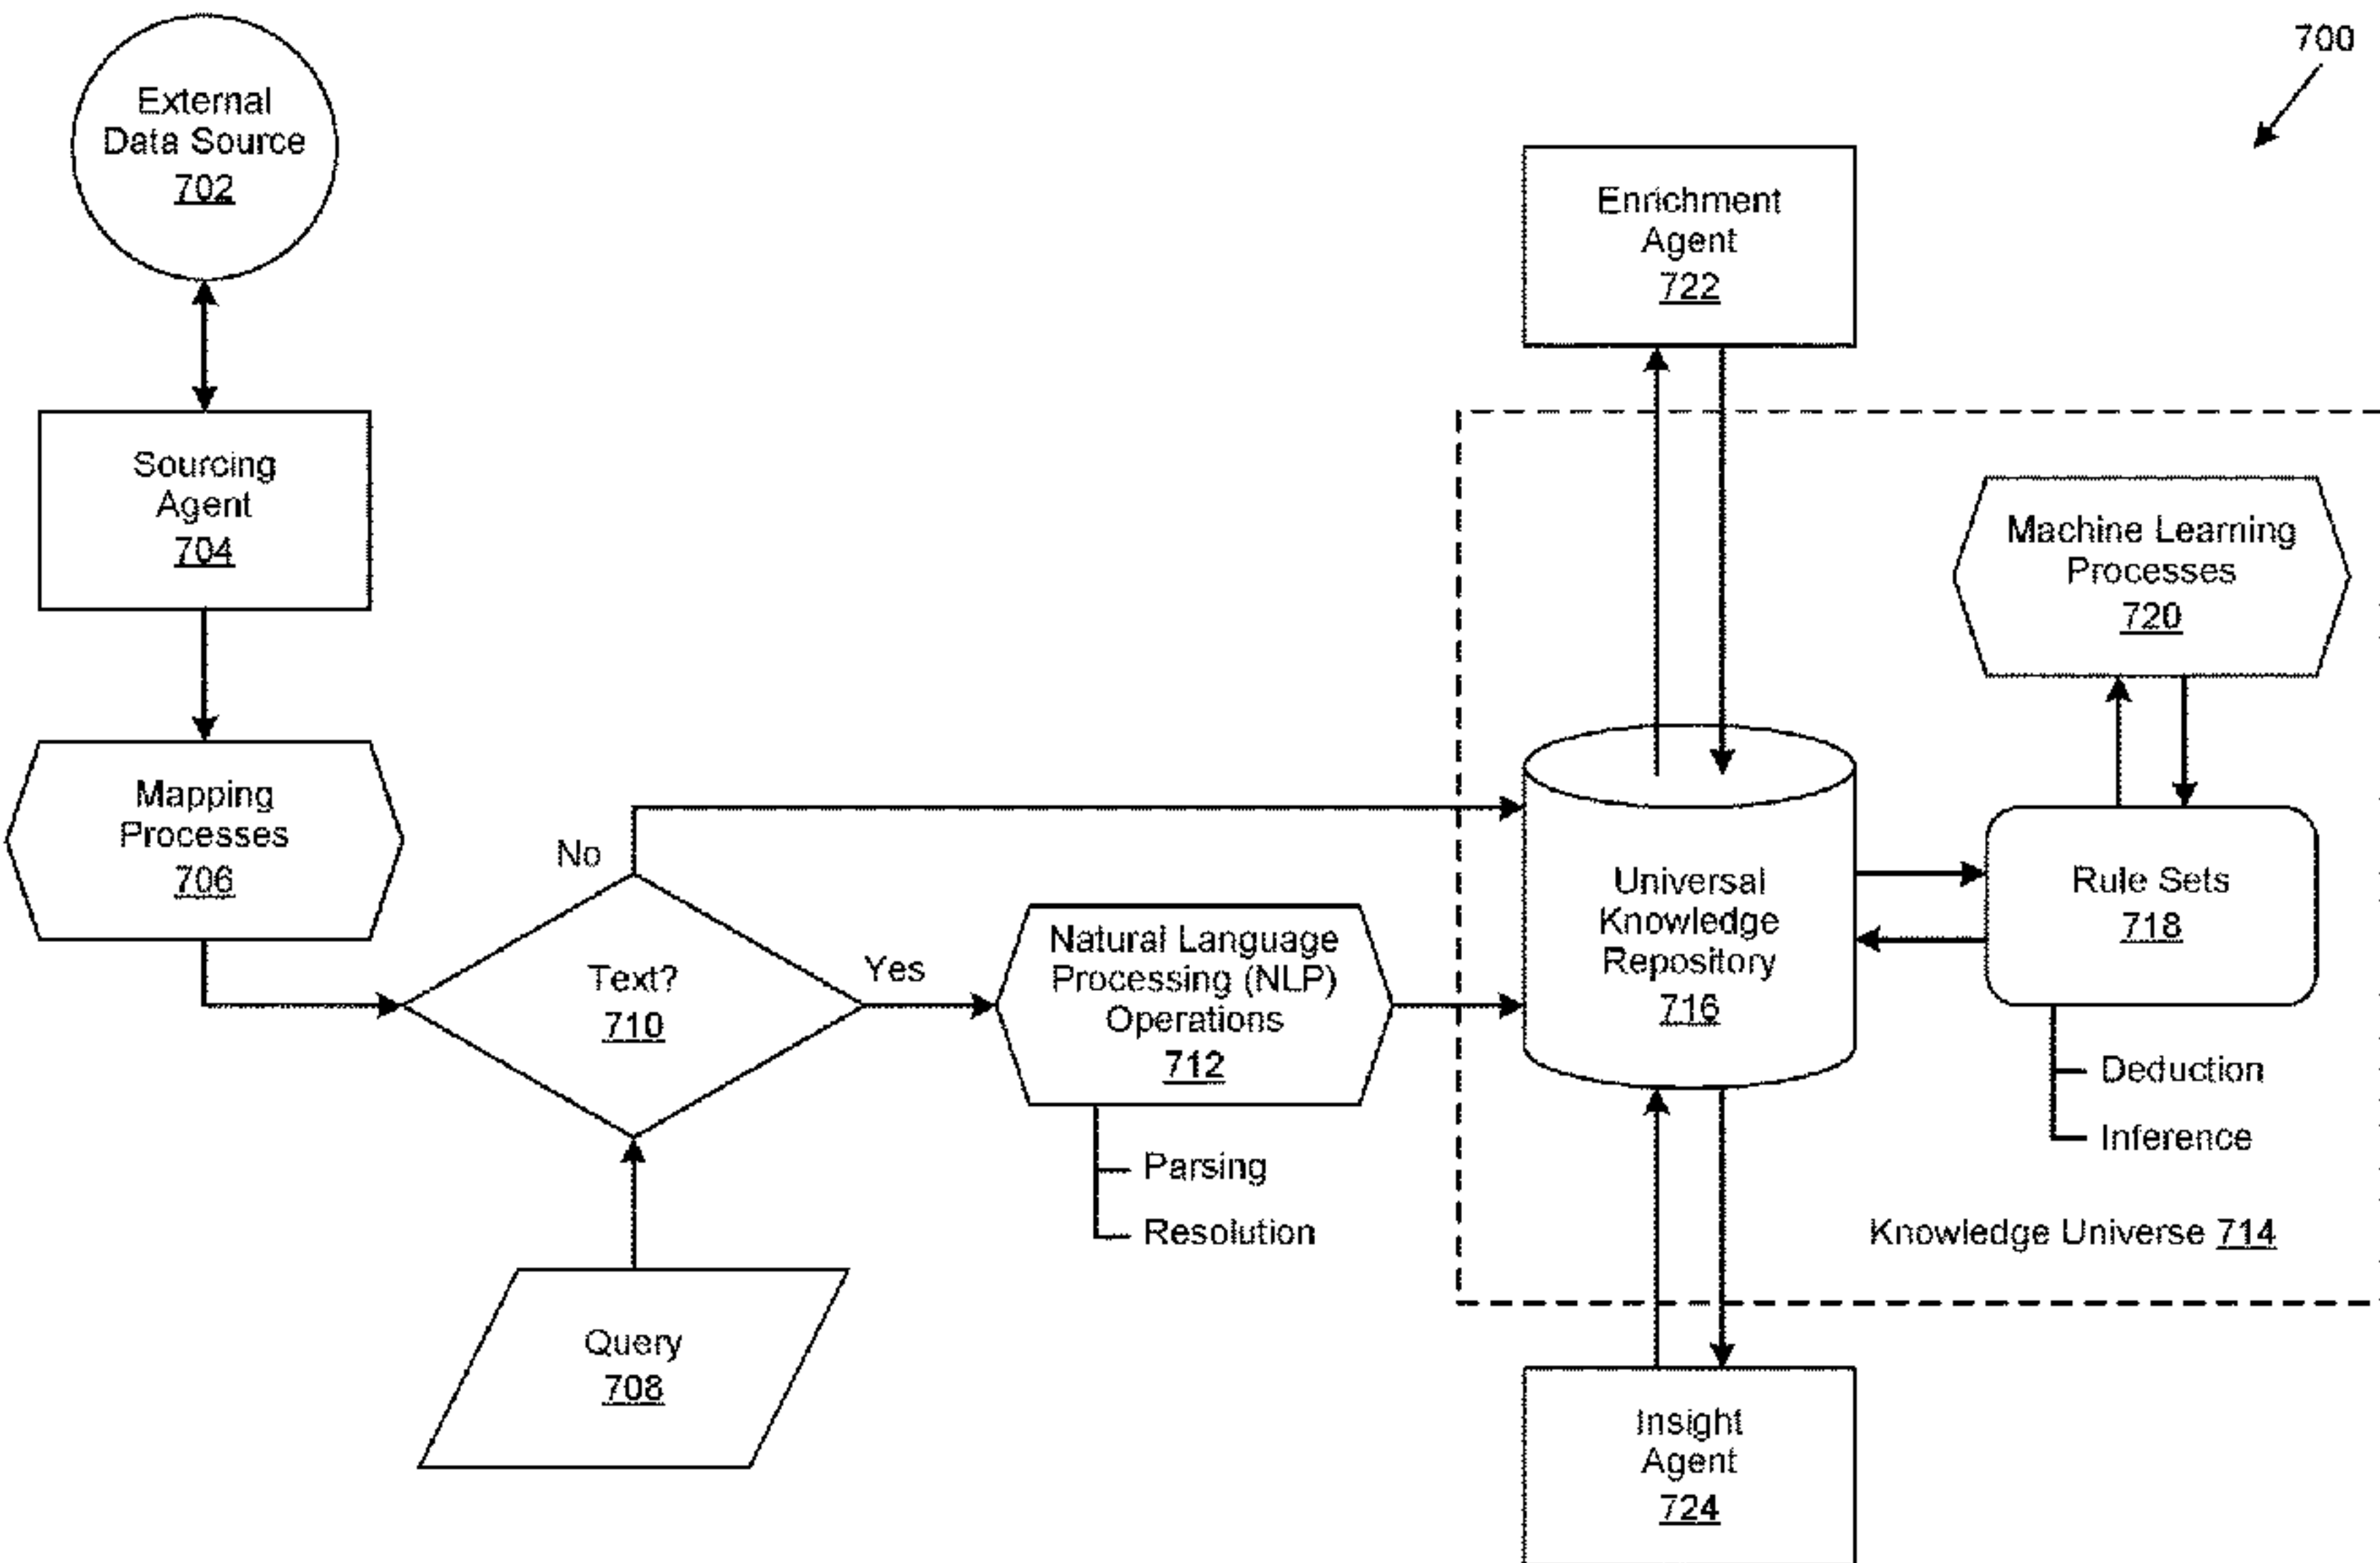 700
External
Data Source
702
Enrichment
Agent
722
Sourcing
Agent
704
Machine Learning
Processes
720
Mapping
Processes
706
No
Text?
710
Yes
Natural Language
Processing (NLP)
Operations
712
Parsing
Resolution
Universal
Knowledge
Repository
716
Rule Sets
718
Deduction
Inference
Knowledge Universe 714
Query
708
Insight
Agent
724